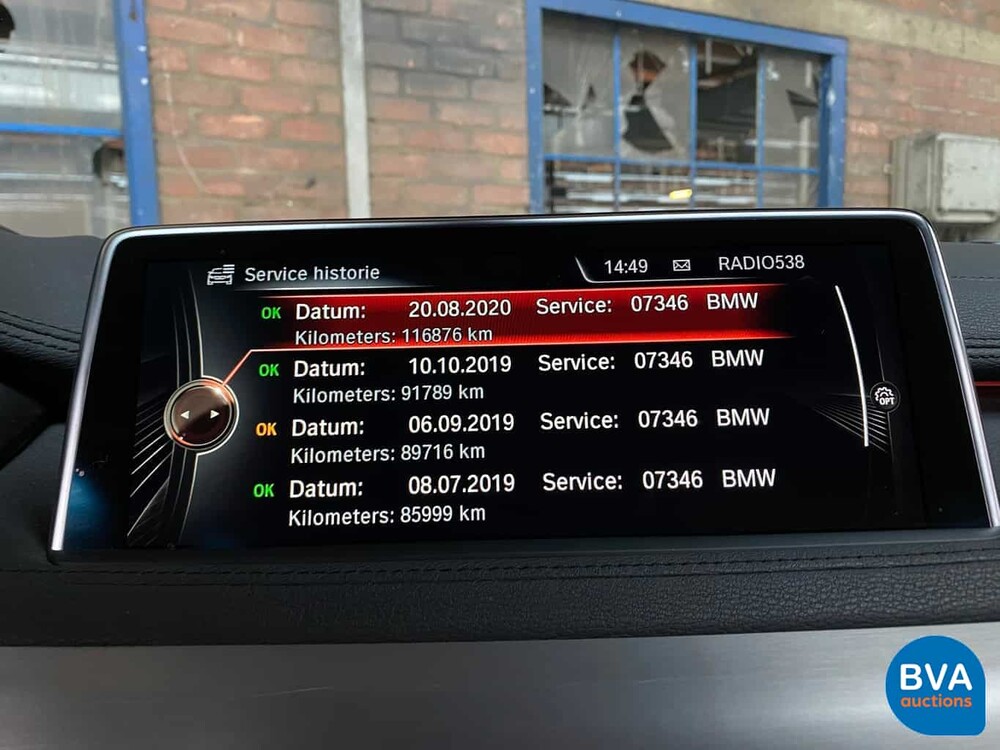 Service historie 14:49 RADIO538
OK Datum: 20.08.2020 Service: 07346 BMW
Kilometers: 116876 km
OK Datum: 10.10.2019 Service: 07346 BMW
Kilometers: 91789 km
OK Datum: 06.09.2019 Service: 07346 BMW
Kilometers: 89716 km
OK Datum: 08.07.2019 Service: 07346 BMW
Kilometers: 85999 km
OPT
BVA
auctions